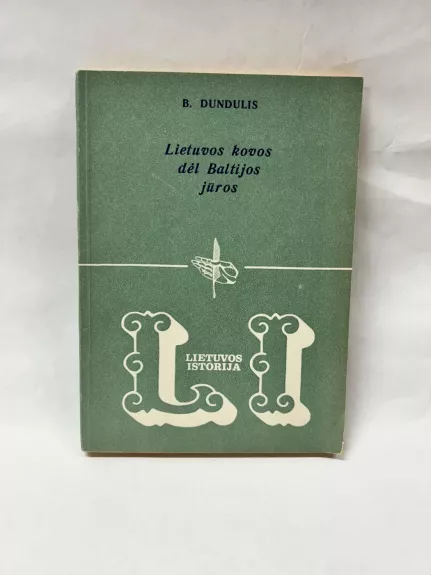 B. DUNDULIS
Lietuvos kovos
dėl Baltijos
jūros
LI
LIETUVOS
ISTORIJA